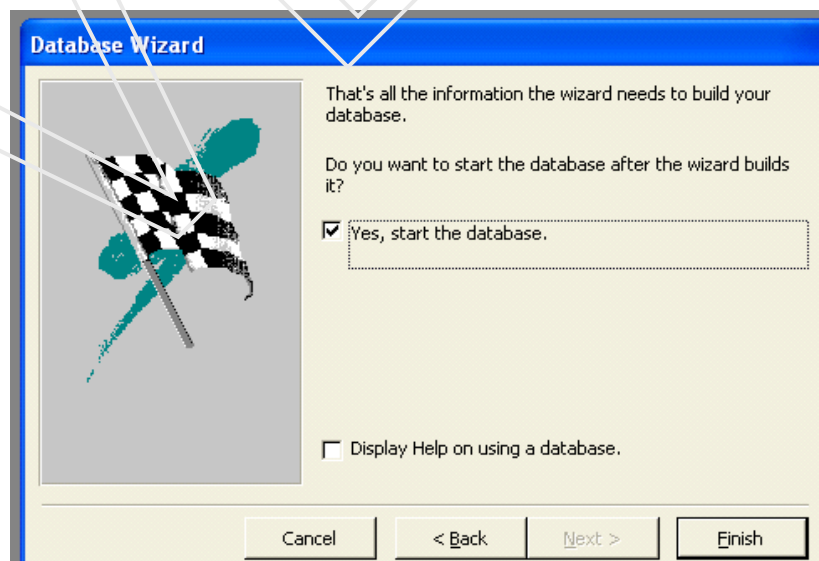 Database Wizard
That's all the information the wizard needs to build your
database.
Do you want to start the database after the wizard builds
it?
Yes, start the database.
Display Help on using a database.
Cancel
< Back
Next >
Finish